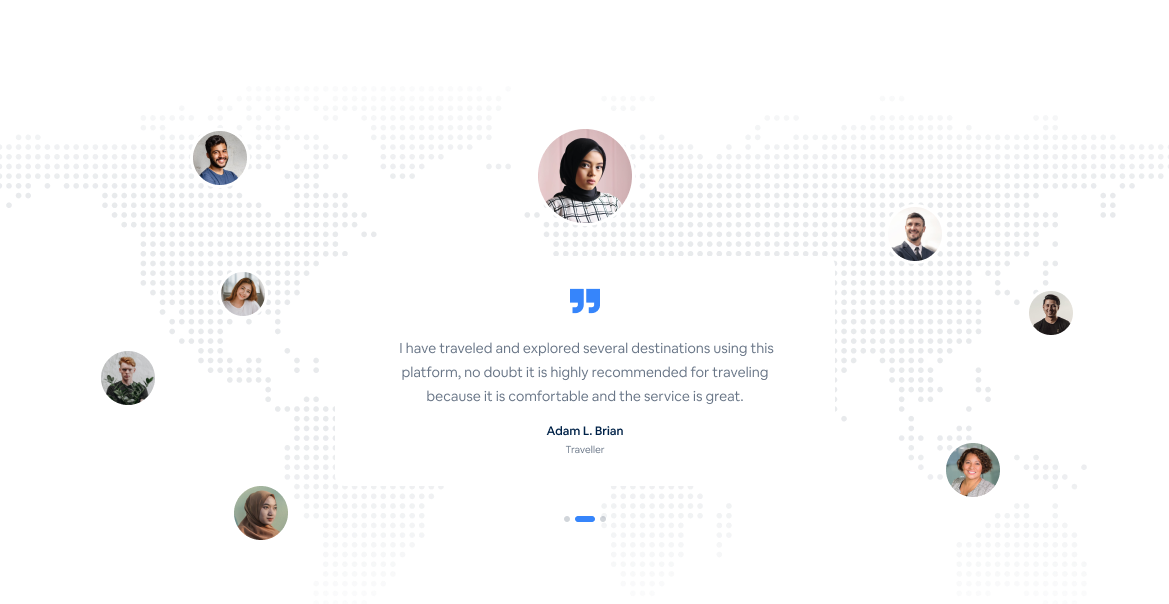 I have traveled and explored several destinations using this
platform, no doubt it is highly recommended for traveling
because it is comfortable and the service is great.
Adam L. Brian
Traveller